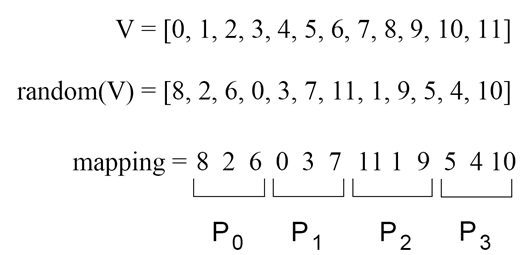 V = [0, 1, 2, 3, 4, 5, 6, 7, 8, 9, 10, 11]
random(V) = [8, 2, 6, 0, 3, 7, 11, 1, 9, 5, 4, 10]
mapping = 8 2 6 0 3 7 11 1 9 5 4 10
P0 P1 P2 P3